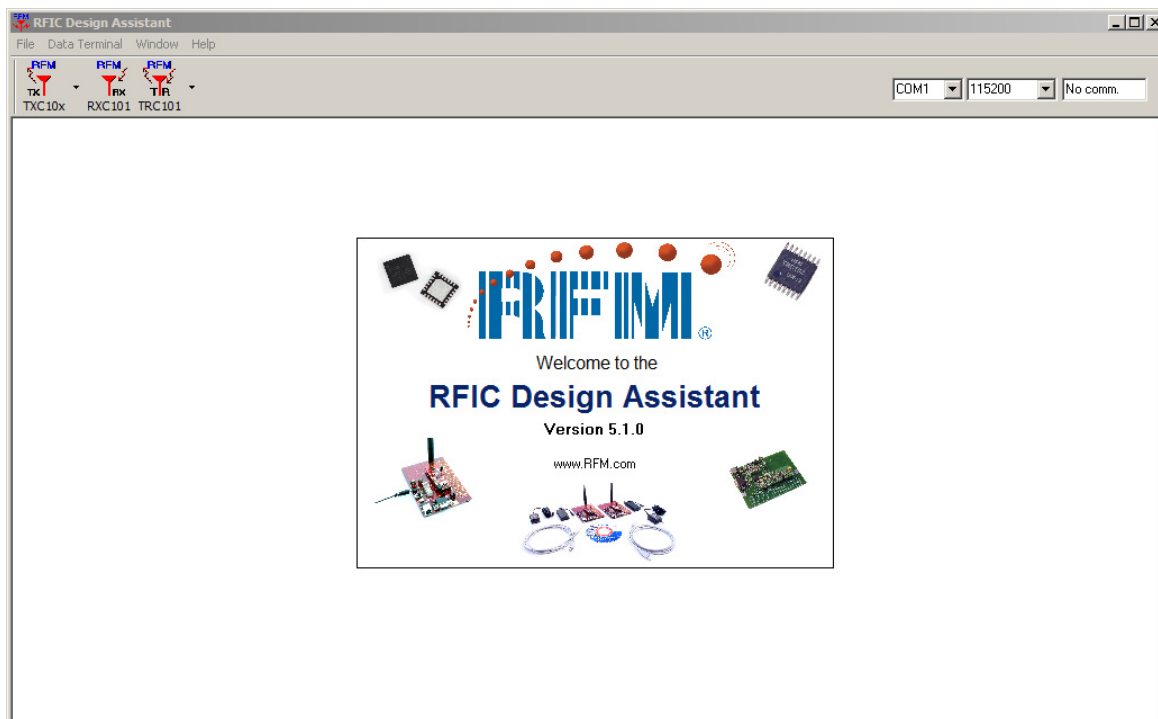 RFIC Design Assistant
File Data Terminal Window Help
RFM RFM RFM
TX RX T R
TXC10x RXC101 TRC101
COM1 115200 No comm.
RFM®
Welcome to the
RFIC Design Assistant
Version 5.1.0
www.RFM.com